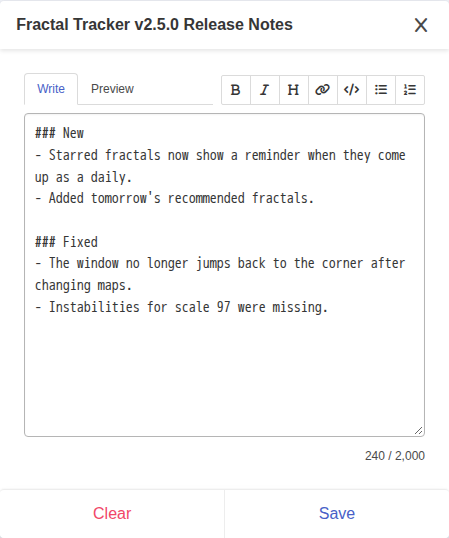 Fractal Tracker v2.5.0 Release Notes
Write
Preview
B I H
### New
- Starred fractals now show a reminder when they come
up as a daily.
- Added tomorrow's recommended fractals.
### Fixed
- The window no longer jumps back to the corner after
changing maps.
- Instabilities for scale 97 were missing.
240 / 2,000
Clear
Save